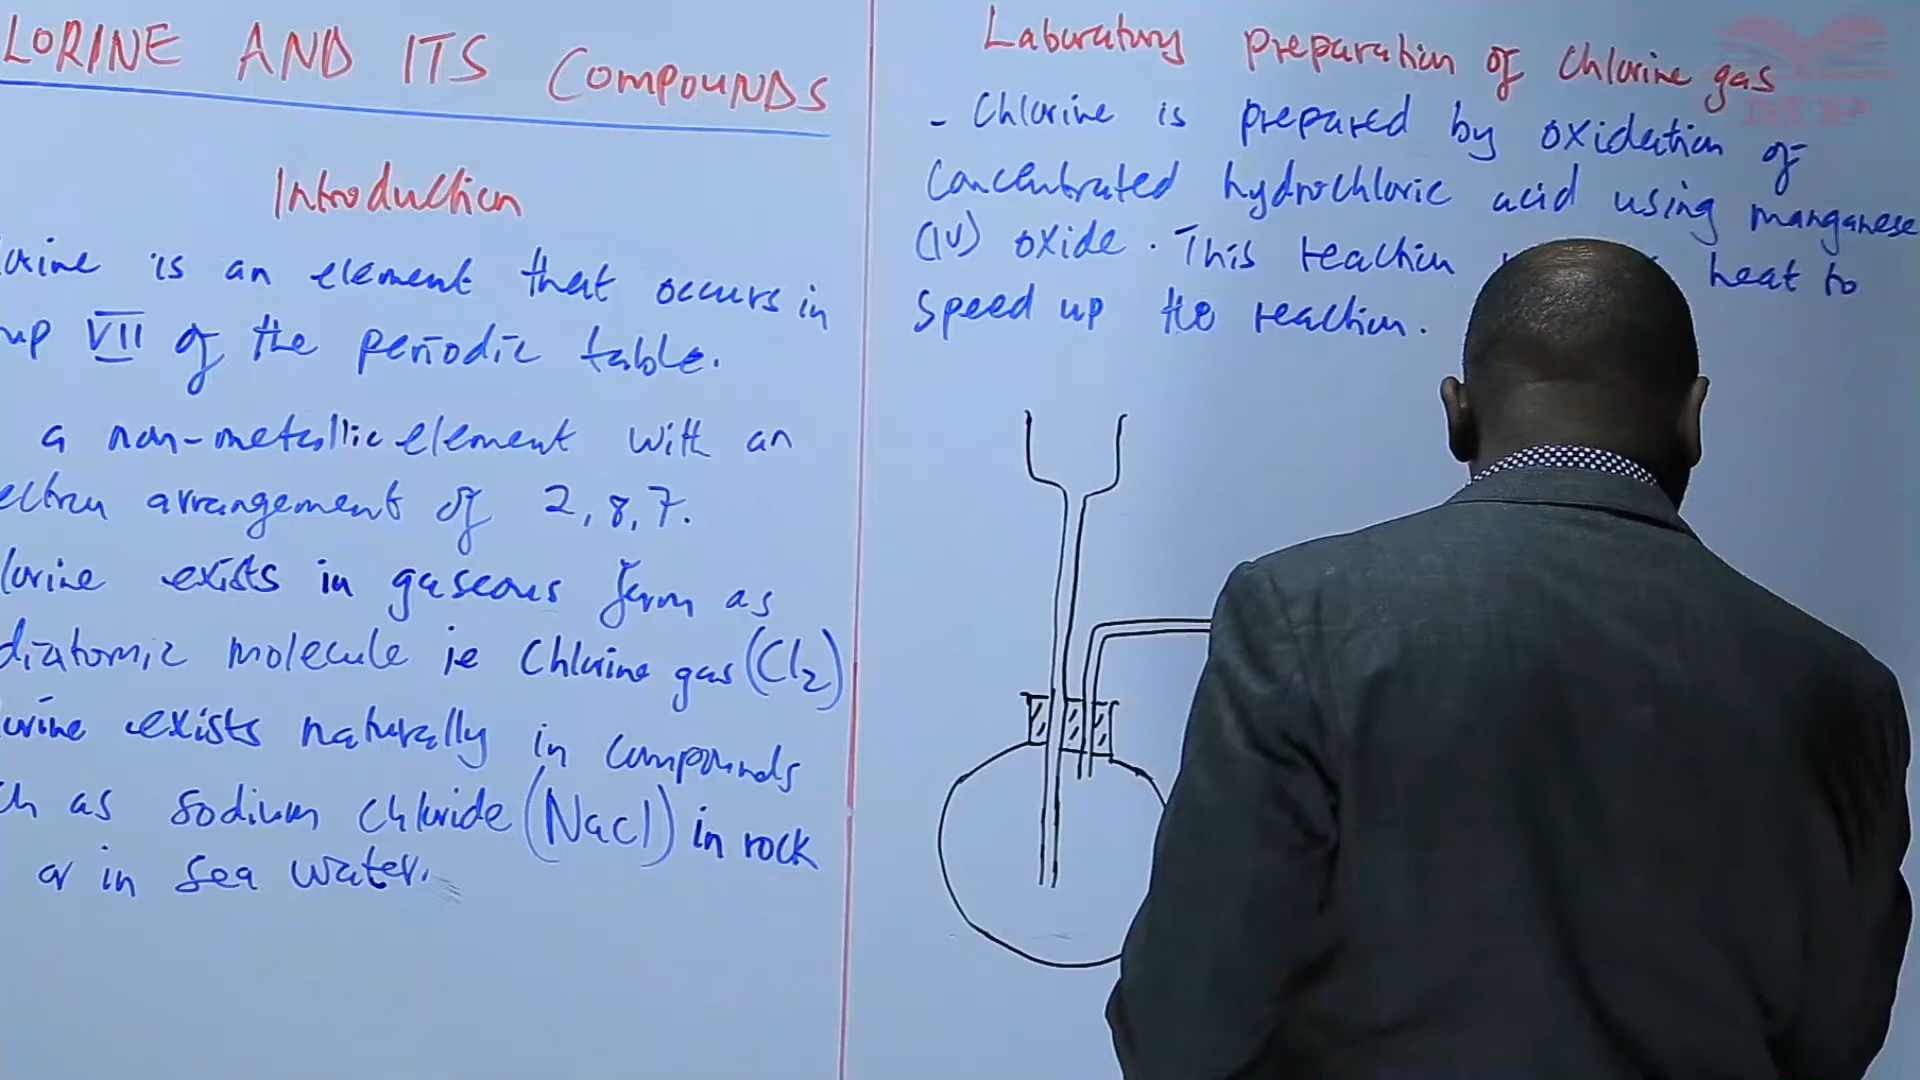 LORINE AND ITS COMPOUNDS
Introduction
orine is an element that occurs in
up VII of the periodic table.
a non-metallic element with an
ectron arrangement of 2,8,7.
lorine exists in gaseous form as
diatomic molecule ie Chlorine gas (Cl2)
lorine exists naturally in compounds
ch as sodium chloride (NaCl) in rock
or in sea water.
Laboratory preparation of Chlorine gas
- Chlorine is prepared by oxidation of
Concentrated hydrochloric acid using manganese
(IV) oxide. This reaction heat to
speed up the reaction.